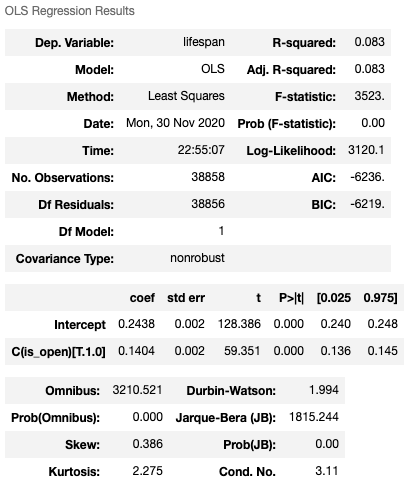 OLS Regression Results
Dep. Variable: lifespan R-squared: 0.083
Model: OLS Adj. R-squared: 0.083
Method: Least Squares F-statistic: 3523.
Date: Mon, 30 Nov 2020 Prob (F-statistic): 0.00
Time: 22:55:07 Log-Likelihood: 3120.1
No. Observations: 38858 AIC: -6236.
Df Residuals: 38856 BIC: -6219.
Df Model: 1
Covariance Type: nonrobust
coef std err t P>|t| [0.025 0.975]
Intercept 0.2438 0.002 128.386 0.000 0.240 0.248
C(is_open)[T.1.0] 0.1404 0.002 59.351 0.000 0.136 0.145
Omnibus: 3210.521 Durbin-Watson: 1.994
Prob(Omnibus): 0.000 Jarque-Bera (JB): 1815.244
Skew: 0.386 Prob(JB): 0.00
Kurtosis: 2.275 Cond. No. 3.11